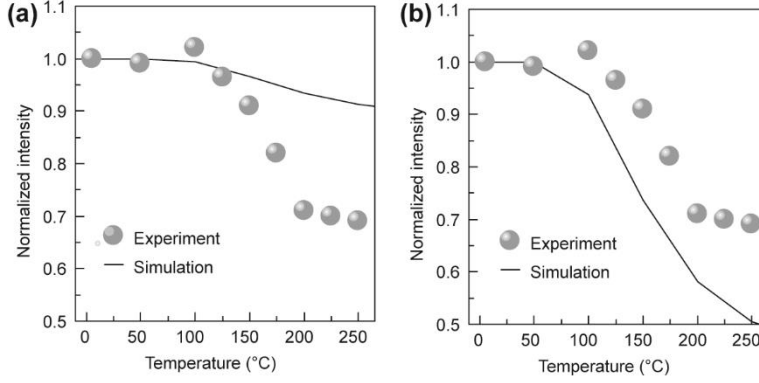 (a)
1.1
1.0
0.9
0.8
0.7
0.6
0.5
Normalized intensity
Experiment
Simulation
0 50 100 150 200 250
Temperature (°C)
(b)
1.1
1.0
0.9
0.8
0.7
0.6
0.5
Normalized intensity
Experiment
Simulation
0 50 100 150 200 250
Temperature (°C)